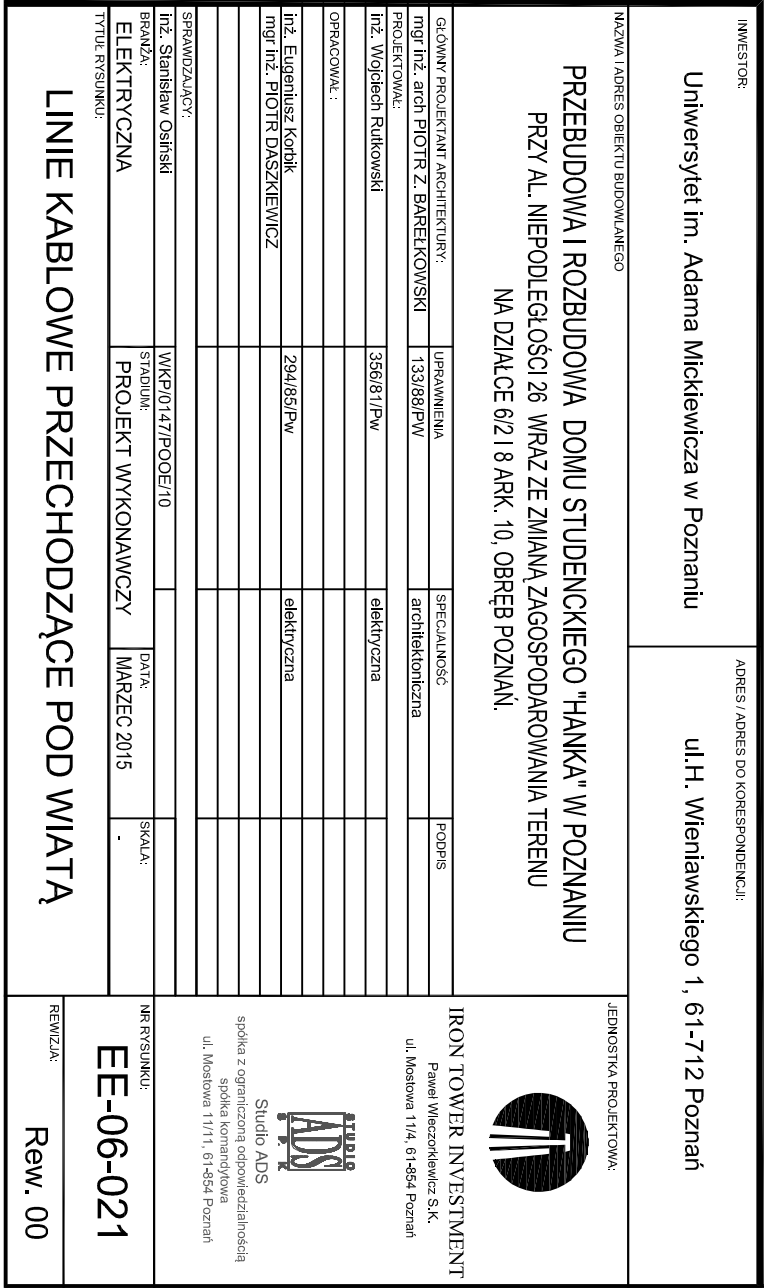 INWESTOR:
Uniwersytet im. Adama Mickiewicza w Poznaniu
ADRES / ADRES DO KORESPONDENCJI:
ul.H. Wieniawskiego 1, 61-712 Poznań
NAZWA I ADRES OBIEKTU BUDOWLANEGO
PRZEBUDOWA I ROZBUDOWA DOMU STUDENCKIEGO "HANKA" W POZNANIU
PRZY AL. NIEPODLEGŁOŚCI 26 WRAZ ZE ZMIANĄ ZAGOSPODAROWANIA TERENU
NA DZIAŁCE 6/2 I 8 ARK. 10, OBRĘB POZNAŃ.
JEDNOSTKA PROJEKTOWA:
IRON TOWER INVESTMENT
Paweł Wieczorkiewicz S.K.
ul. Mostowa 11/4, 61-854 Poznań
STUDIO
ADS
S P. K
Studio ADS
spółka z ograniczoną odpowiedzialnością
spółka komandytowa
ul. Mostowa 11/11, 61-854 Poznań
GŁÓWNY PROJEKTANT ARCHITEKTURY: UPRAWNIENIA SPECJALNOŚĆ PODPIS
mgr inż. arch PIOTR Z. BAREŁKOWSKI 133/88/PW architektoniczna
PROJEKTOWAŁ:
inż. Wojciech Rutkowski 356/81/Pw elektryczna
OPRACOWAŁ :
inż. Eugeniusz Korbik 294/85/Pw elektryczna
mgr inż. PIOTR DASZKIEWICZ
SPRAWDZAJĄCY:
inż. Stanisław Osiński WKP/0147/POOE/10
BRANŻA: STADIUM: DATA: SKALA:
ELEKTRYCZNA PROJEKT WYKONAWCZY MARZEC 2015 -
TYTUŁ RYSUNKU:
LINIE KABLOWE PRZECHODZĄCE POD WIATĄ
NR RYSUNKU:
EE-06-021
REWIZJA:
Rew. 00